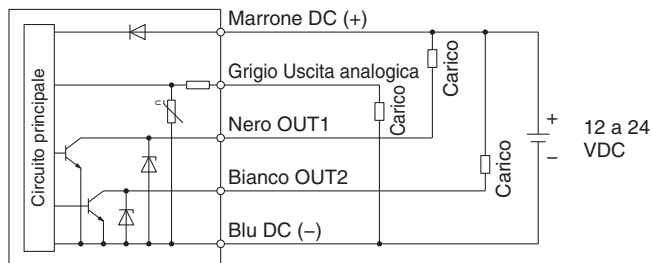 Marrone DC (+)
Grigio Uscita analogica
Nero OUT1
Bianco OUT2
Blu DC (−)
Circuito principale
U
Carico
Carico
Carico
+
−
12 a 24
VDC